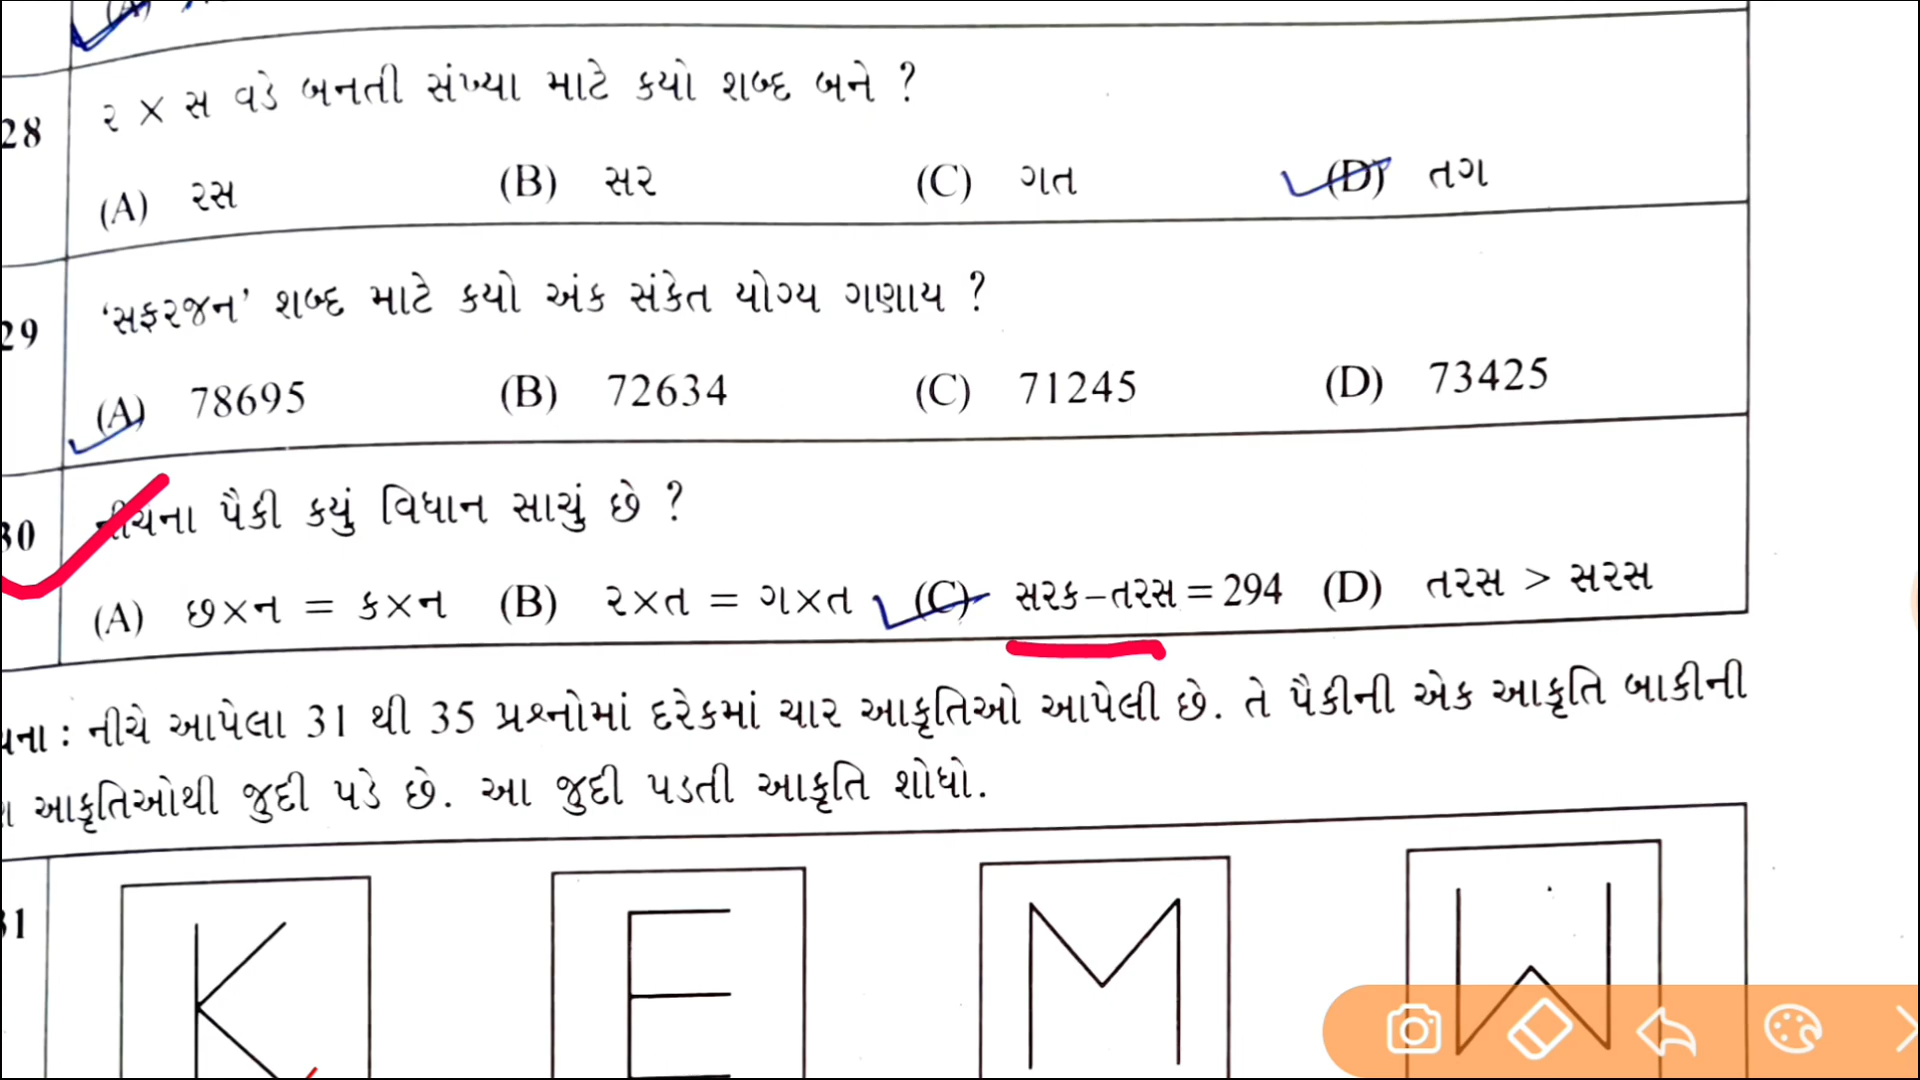 28 ર × સ વડે બનતી સંખ્યા માટે કયો શબ્દ બને ?
(A) રસ (B) સર (C) ગત (D) તગ
29 ‘સફરજન’ શબ્દ માટે કયો અંક સંકેત યોગ્ય ગણાય ?
(A) 78695 (B) 72634 (C) 71245 (D) 73425
30 નીચેના પૈકી કયું વિધાન સાચું છે ?
(A) છ×ન = ક×ન (B) ર×ત = ગ×ત (C) સરક–તરસ = 294 (D) તરસ > સરસ
: નીચે આપેલા 31 થી 35 પ્રશ્નોમાં દરેકમાં ચાર આકૃતિઓ આપેલી છે. તે પૈકીની એક આકૃતિ બાકીની
આકૃતિઓથી જુદી પડે છે. આ જુદી પડતી આકૃતિ શોધો.
31
K E M W